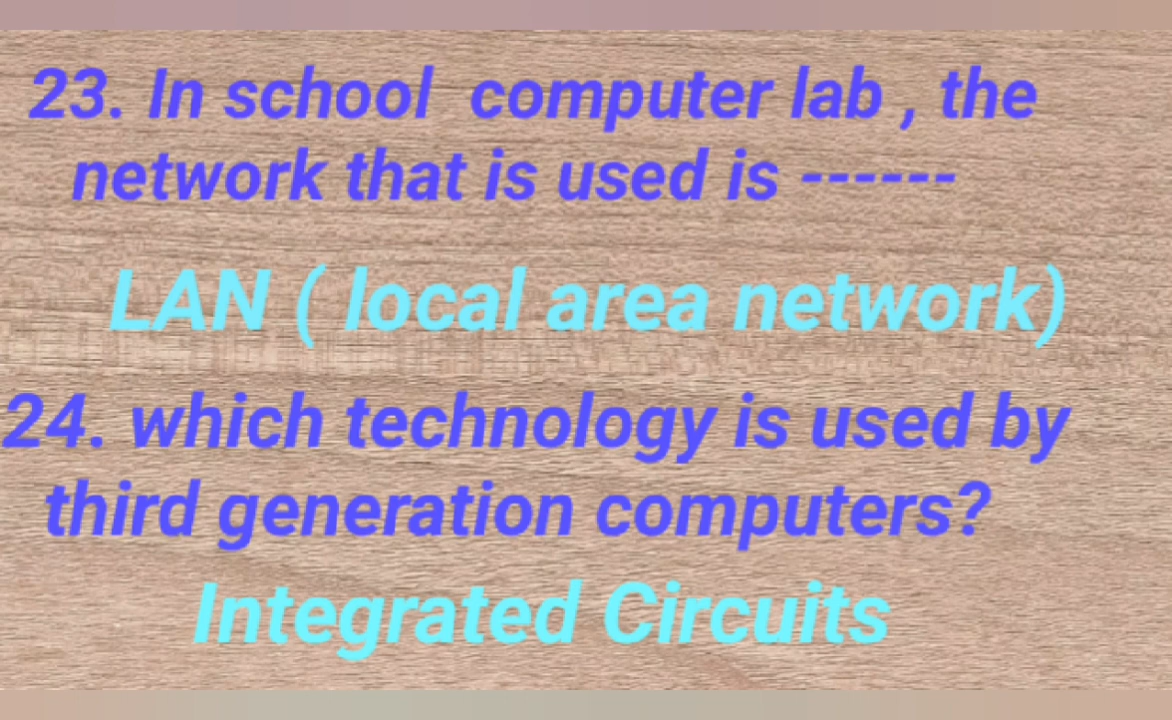 23. In school computer lab , the
network that is used is ------
LAN ( local area network)
24. which technology is used by
third generation computers?
Integrated Circuits